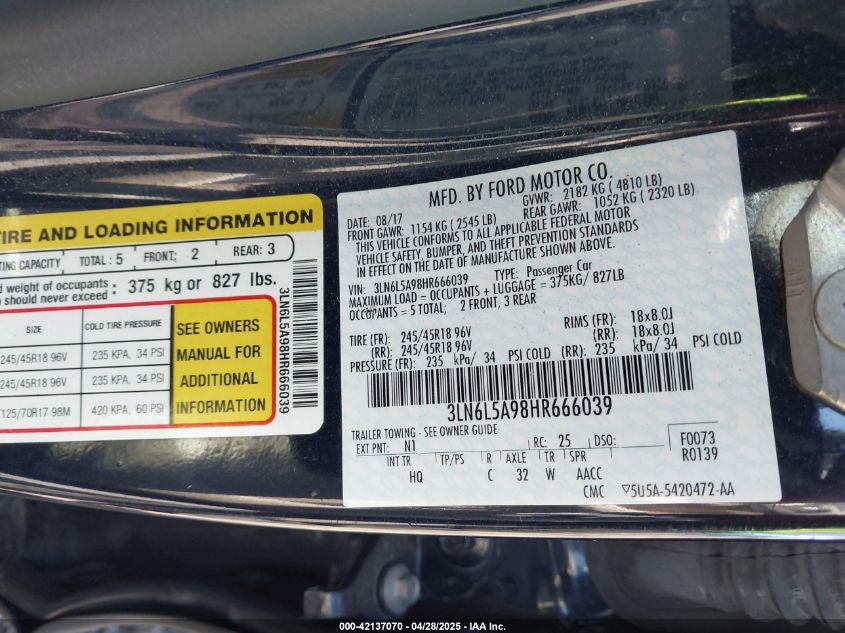 TIRE AND LOADING INFORMATION
TING CAPACITY TOTAL : 5 FRONT: 2 REAR: 3
d weight of occupants
o should never exceed : 375 kg or 827 lbs.
SIZE COLD TIRE PRESSURE
245/45R18 96V 235 KPA, 34 PSI
245/45R18 96V 235 KPA, 34 PSI
T125/70R17 98M 420 KPA, 60 PSI
SEE OWNERS
MANUAL FOR
ADDITIONAL
INFORMATION
3LN6L5A98HR666039
MFD. BY FORD MOTOR CO.
DATE: 08/17 GVWR: 2182 KG ( 4810 LB)
FRONT GAWR: 1154 KG ( 2545 LB) REAR GAWR: 1052 KG ( 2320 LB)
THIS VEHICLE CONFORMS TO ALL APPLICABLE FEDERAL MOTOR
VEHICLE SAFETY, BUMPER, AND THEFT PREVENTION STANDARDS
IN EFFECT ON THE DATE OF MANUFACTURE SHOWN ABOVE.
VIN: 3LN6L5A98HR666039 TYPE: Passenger Car
MAXIMUM LOAD = OCCUPANTS + LUGGAGE = 375KG/ 827LB
OCCUPANTS = 5 TOTAL; 2 FRONT, 3 REAR
TIRE (FR): 245/45R18 96V RIMS (FR): 18x8.0J
(RR): 245/45R18 96V (RR): 18x8.0J
PRESSURE (FR): 235 kPa/ 34 PSI COLD (RR): 235 kPa/ 34 PSI COLD
3LN6L5A98HR666039
TRAILER TOWING - SEE OWNER GUIDE
EXT PNT: N1 RC: 25 DSO: F0073
R0139
INT TR TP/PS R AXLE TR SPR
HQ C 32 W AACC
CMC ▽5U5A-5420472-AA
000-42137070 - 04/28/2025 - IAA Inc.